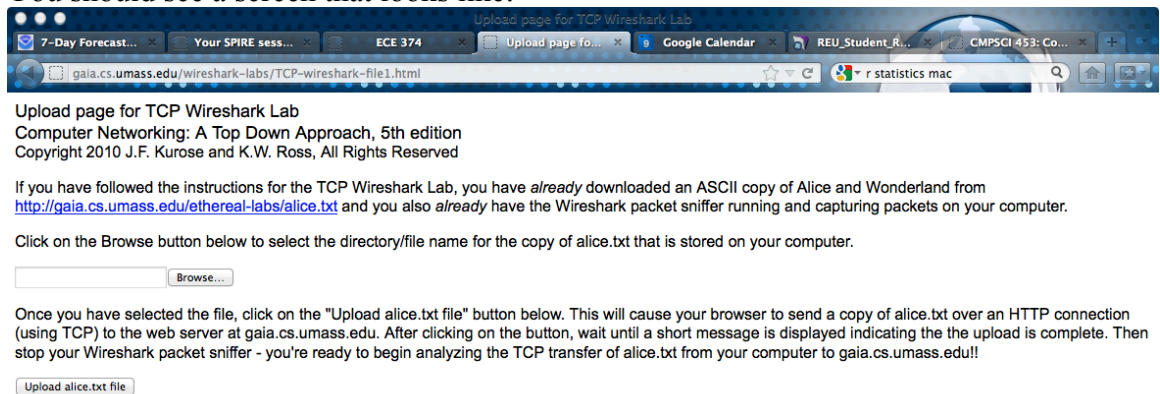 You should see a screen that looks like:
Upload page for TCP Wireshark Lab
7-Day Forecast... × Your SPIRE sess... × ECE 374 × Upload page fo... × Google Calendar × REU_Student_R... × CMPSCI 453: Co... × +
gaia.cs.umass.edu/wireshark-labs/TCP-wireshark-file1.html r statistics mac
Upload page for TCP Wireshark Lab
Computer Networking: A Top Down Approach, 5th edition
Copyright 2010 J.F. Kurose and K.W. Ross, All Rights Reserved
If you have followed the instructions for the TCP Wireshark Lab, you have already downloaded an ASCII copy of Alice and Wonderland from
http://gaia.cs.umass.edu/ethereal-labs/alice.txt and you also already have the Wireshark packet sniffer running and capturing packets on your computer.
Click on the Browse button below to select the directory/file name for the copy of alice.txt that is stored on your computer.
Browse...
Once you have selected the file, click on the "Upload alice.txt file" button below. This will cause your browser to send a copy of alice.txt over an HTTP connection
(using TCP) to the web server at gaia.cs.umass.edu. After clicking on the button, wait until a short message is displayed indicating the the upload is complete. Then
stop your Wireshark packet sniffer - you're ready to begin analyzing the TCP transfer of alice.txt from your computer to gaia.cs.umass.edu!!
Upload alice.txt file